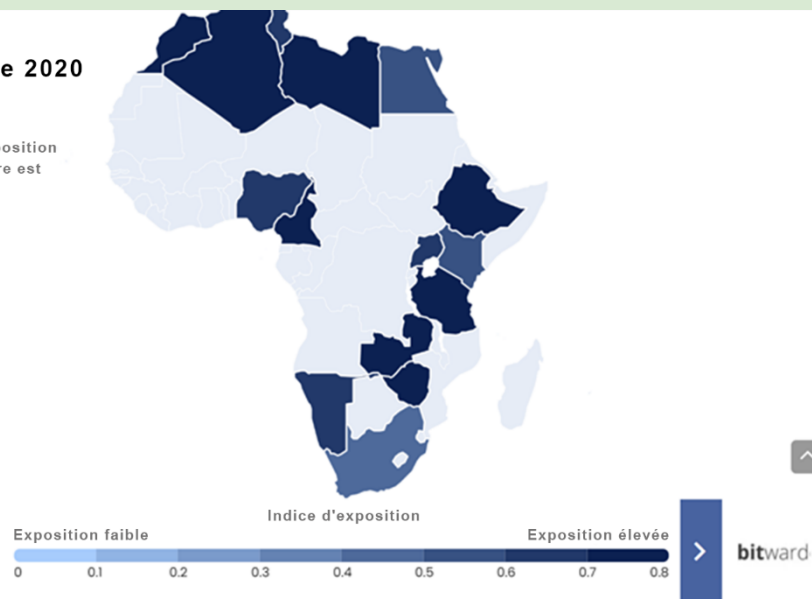 e 2020
osition
re est
Indice d'exposition
Exposition faible
Exposition élevée
0
0.1
0.2
0.3
0.4
0.5
0.6
0.7
0.8
bitward